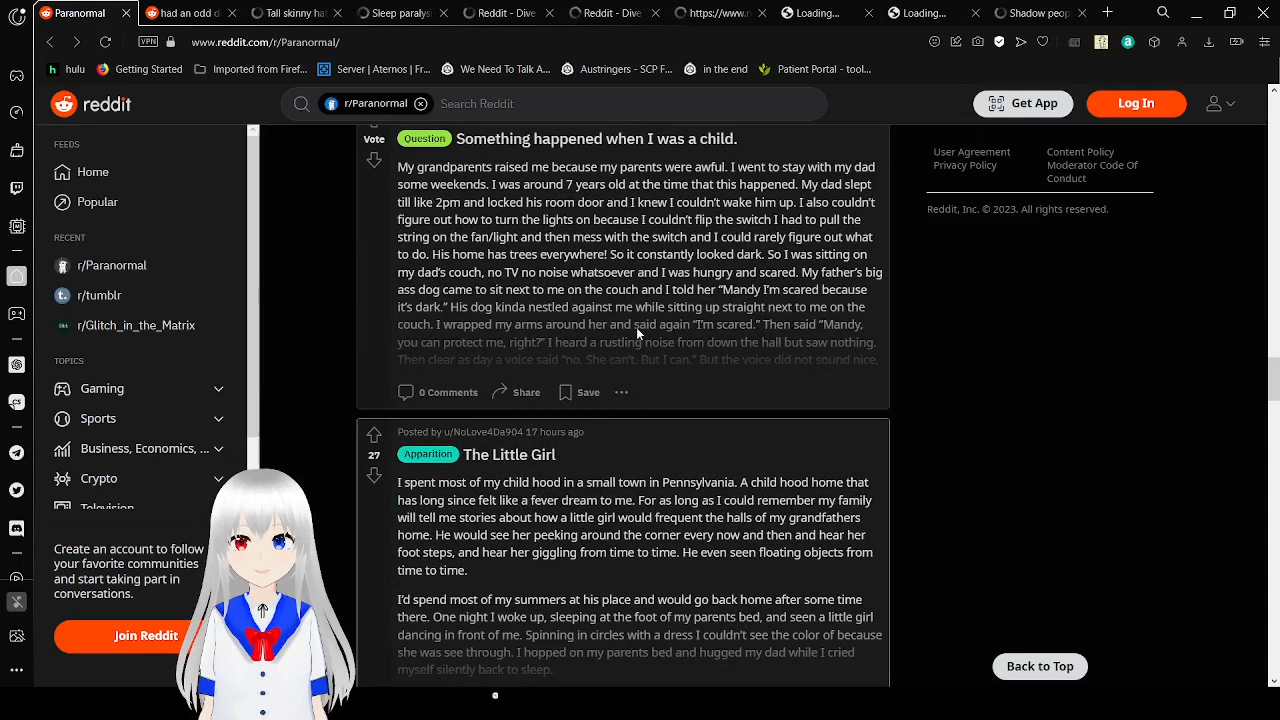 Paranormal
had an odd d
Tall skinny ha
Sleep paralysi
Reddit - Dive
Reddit - Dive
https://www.r
Loading...
Loading...
Shadow peop
VPN
www.reddit.com/r/Paranormal/
hulu
Getting Started
Imported from Firef...
Server | Aternos | Fr...
We Need To Talk A...
Austringers - SCP F...
in the end
Patient Portal - tool...
reddit
r/Paranormal
Search Reddit
Get App
Log In
FEEDS
Home
Popular
RECENT
r/Paranormal
r/tumblr
r/Glitch_in_the_Matrix
TOPICS
Gaming
Sports
Business, Economics, ...
Crypto
Television
Create an account to follow
your favorite communities
and start taking part in
conversations.
Join Reddit
Vote
Question
Something happened when I was a child.
My grandparents raised me because my parents were awful. I went to stay with my dad
some weekends. I was around 7 years old at the time that this happened. My dad slept
till like 2pm and locked his room door and I knew I couldn't wake him up. I also couldn't
figure out how to turn the lights on because I couldn't flip the switch I had to pull the
string on the fan/light and then mess with the switch and I could rarely figure out what
to do. His home has trees everywhere! So it constantly looked dark. So I was sitting on
my dad's couch, no TV no noise whatsoever and I was hungry and scared. My father's big
ass dog came to sit next to me on the couch and I told her "Mandy I'm scared because
it's dark." His dog kinda nestled against me while sitting up straight next to me on the
couch. I wrapped my arms around her and said again "I'm scared." Then said "Mandy,
you can protect me, right?" I heard a rustling noise from down the hall but saw nothing.
Then clear as day a voice said "no. She can't. But I can." But the voice did not sound nice,
0 Comments
Share
Save
Posted by u/NoLove4Da904 17 hours ago
27
Apparition
The Little Girl
I spent most of my child hood in a small town in Pennsylvania. A child hood home that
has long since felt like a fever dream to me. For as long as I could remember my family
will tell me stories about how a little girl would frequent the halls of my grandfathers
home. He would see her peeking around the corner every now and then and hear her
foot steps, and hear her giggling from time to time. He even seen floating objects from
time to time.
I'd spend most of my summers at his place and would go back home after some time
there. One night I woke up, sleeping at the foot of my parents bed, and seen a little girl
dancing in front of me. Spinning in circles with a dress I couldn't see the color of because
she was see through. I hopped on my parents bed and hugged my dad while I cried
myself silently back to sleep.
User Agreement
Privacy Policy
Content Policy
Moderator Code Of
Conduct
Reddit, Inc. © 2023. All rights reserved.
Back to Top